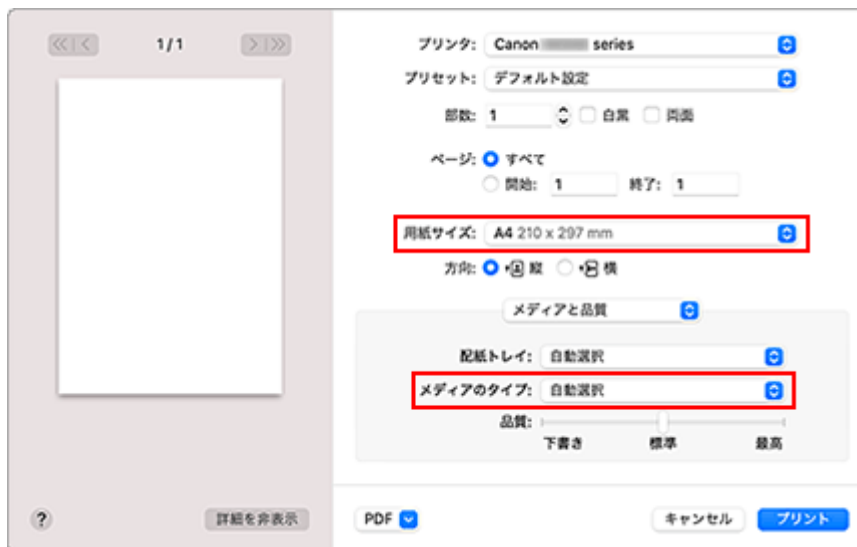 1/1
プリンタ: Canon series
プリセット: デフォルト設定
部数: 1 白黒 両面
ページ: すべて
開始: 1 終了: 1
用紙サイズ: A4 210 x 297 mm
方向: 縦 横
メディアと品質
給紙トレイ: 自動選択
メディアのタイプ: 自動選択
品質:
下書き 標準 最高
? 詳細を非表示 PDF キャンセル プリント